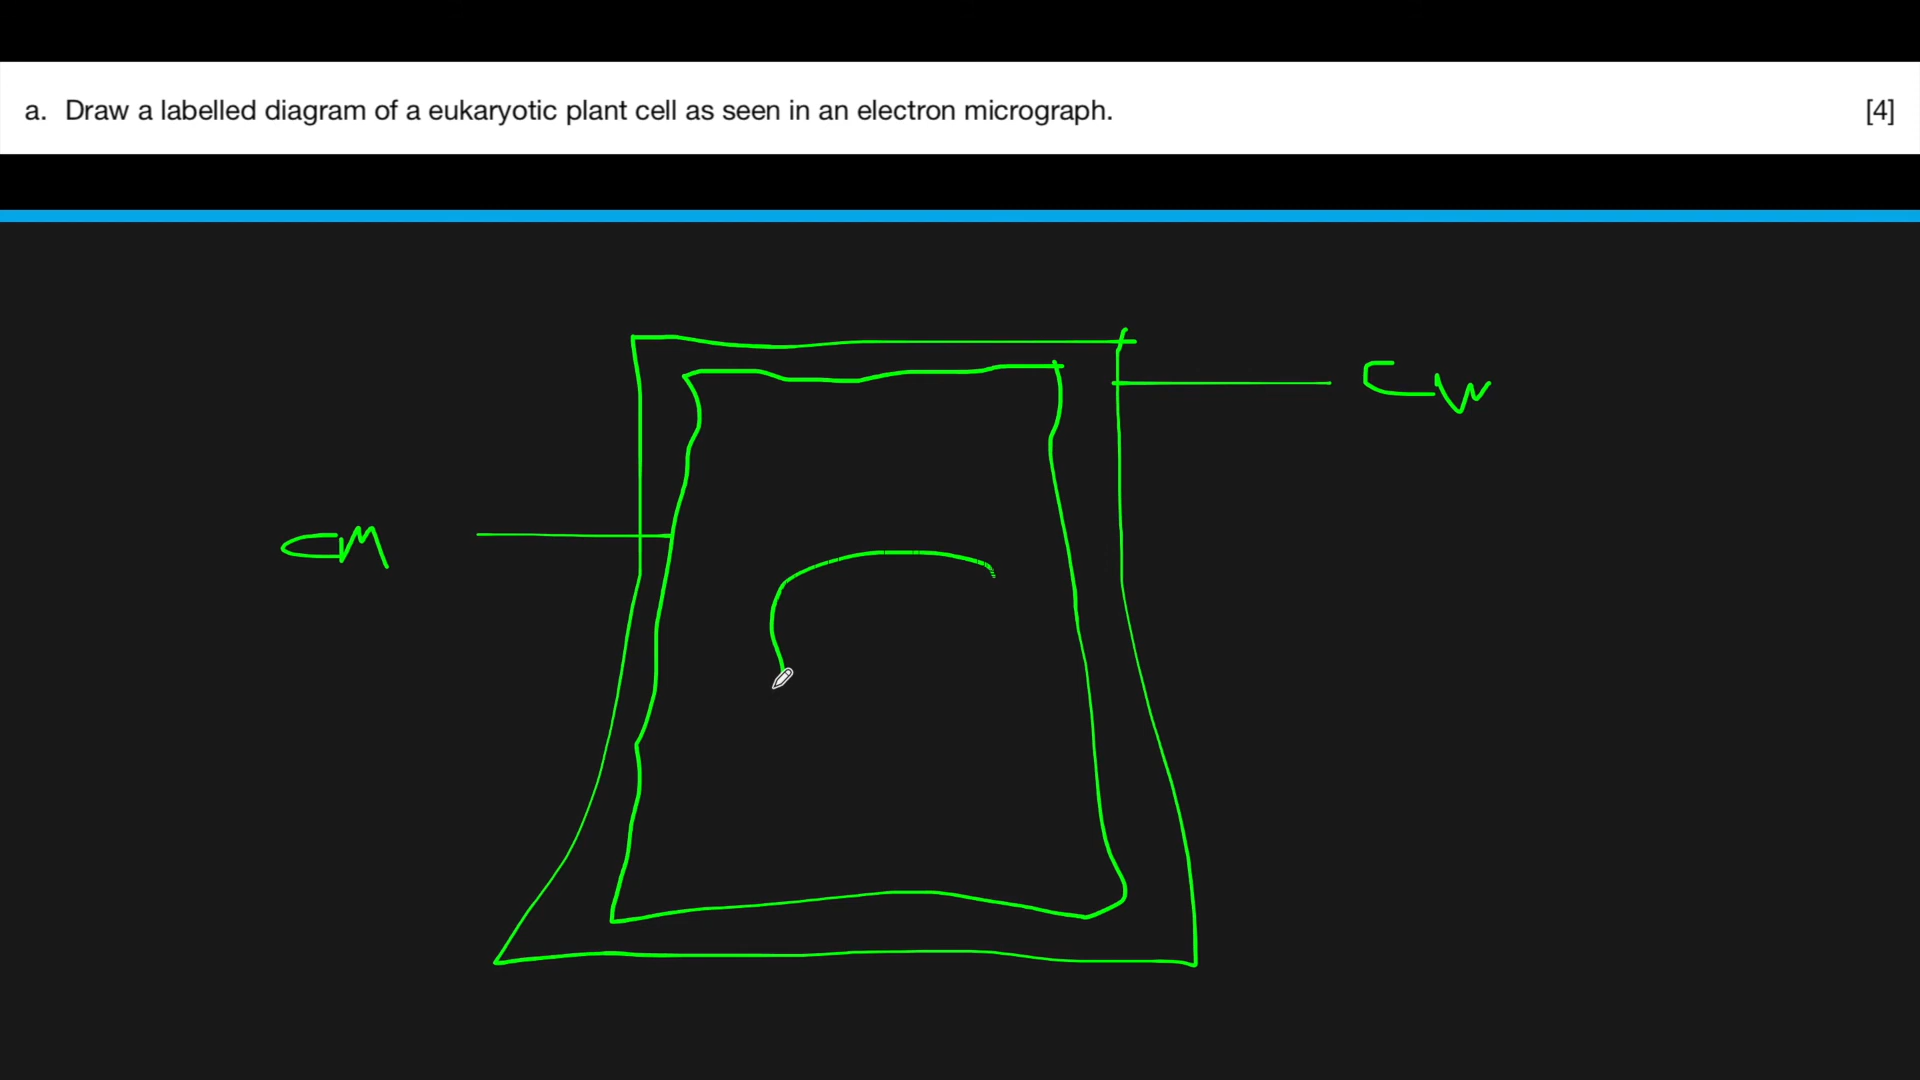 a. Draw a labelled diagram of a eukaryotic plant cell as seen in an electron micrograph. [4]
CW
CM